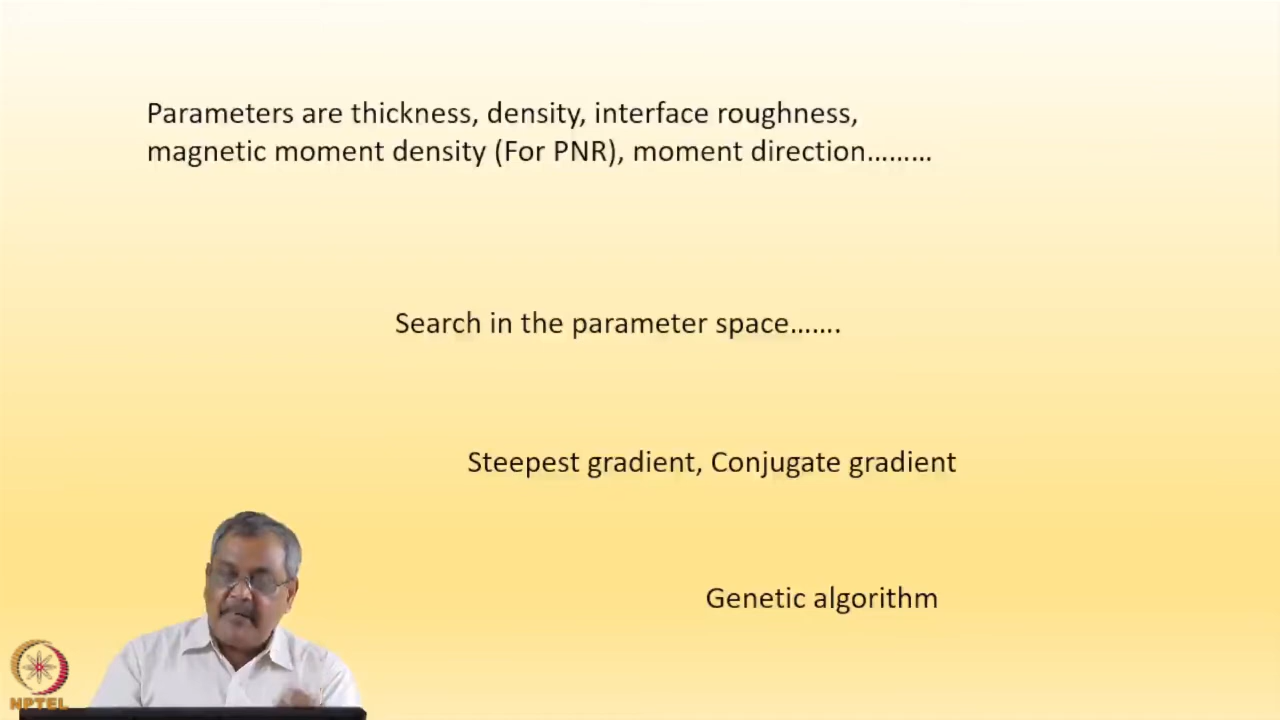 Parameters are thickness, density, interface roughness,
magnetic moment density (For PNR), moment direction………
Search in the parameter space…….
Steepest gradient, Conjugate gradient
Genetic algorithm
NPTEL